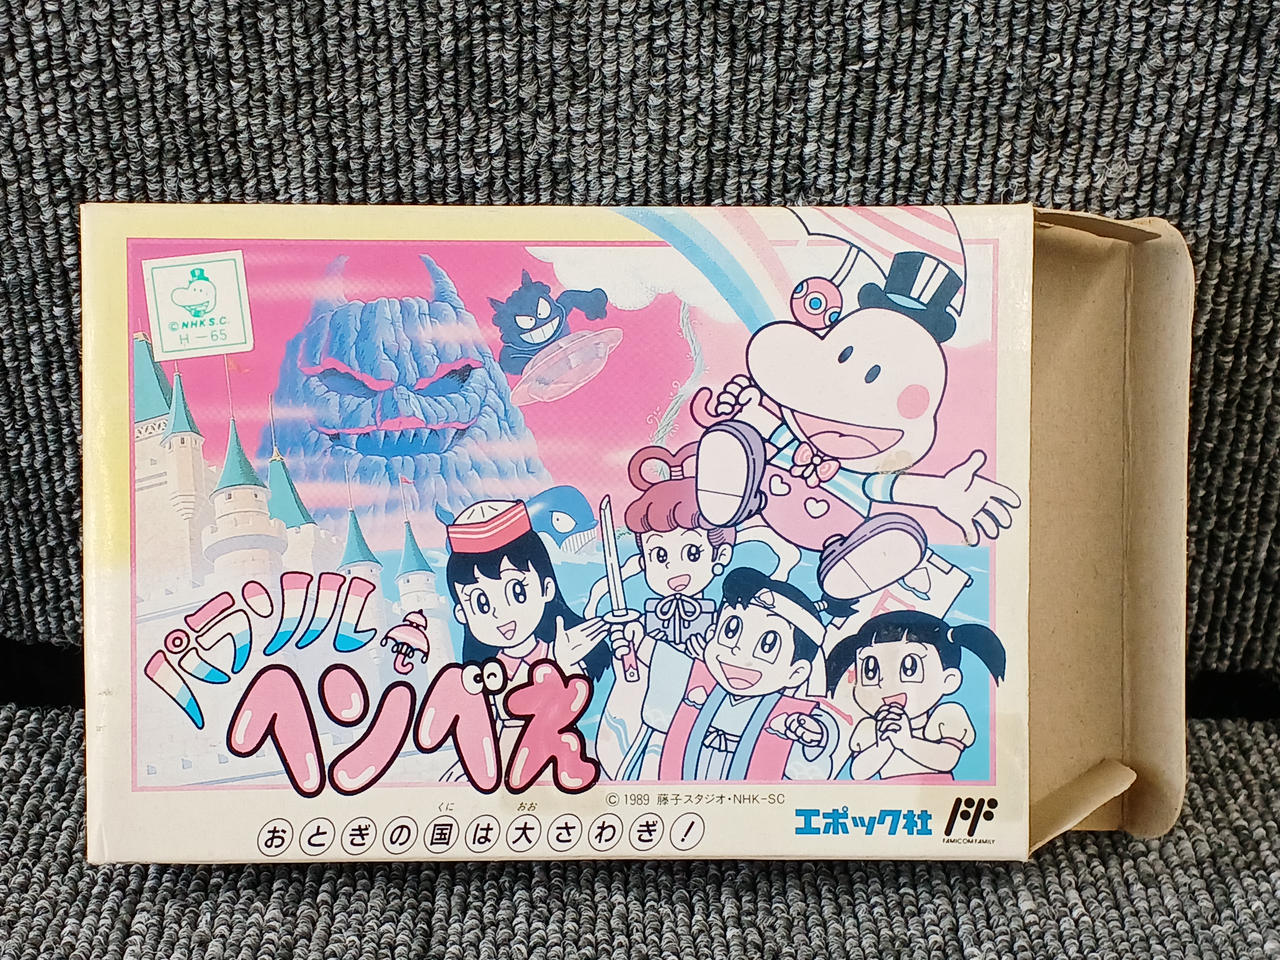 ©NHK S.C.
H-65
パラソル
ヘンべえ
© 1989 藤子スタジオ・NHK-SC
くに おお
おとぎの国は大さわぎ!
エポック社
FAMICOM FAMILY